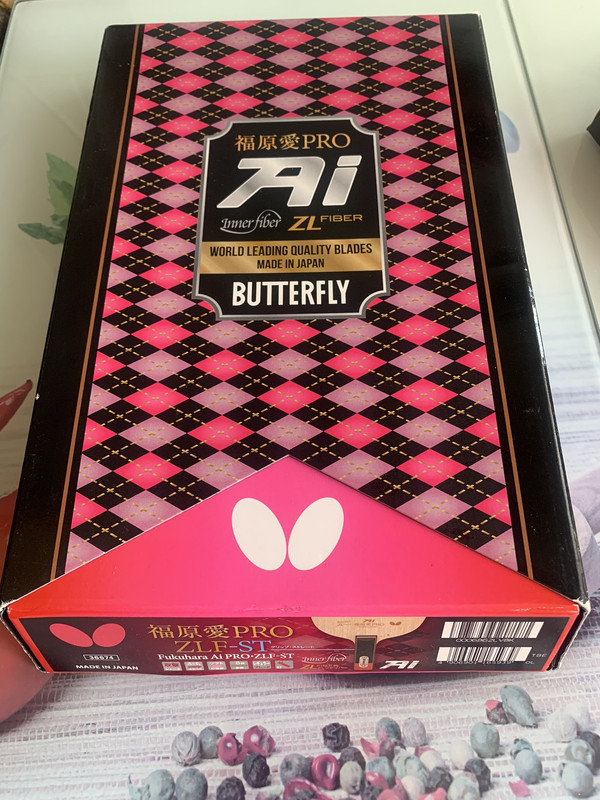 福原愛PRO
Ai
Innerfiber ZL FIBER
WORLD LEADING QUALITY BLADES
MADE IN JAPAN
BUTTERFLY
福原愛PRO
ZLF-ST
Fukuhara Ai PRO·ZLF-ST
36874
MADE IN JAPAN
Innerfiber
Ai